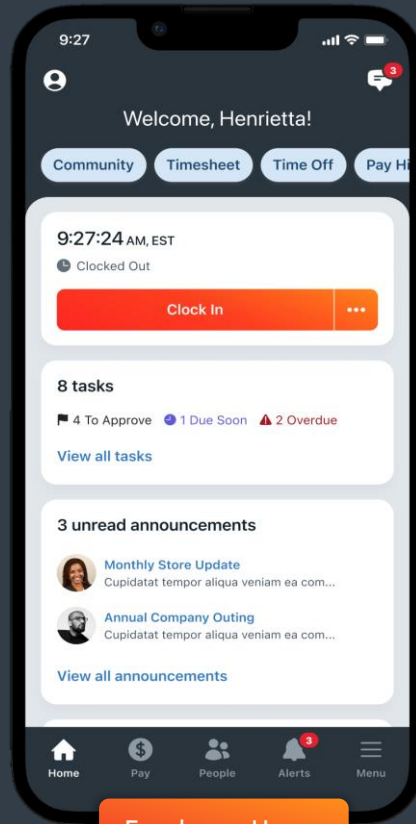 9:27
3
Welcome, Henrietta!
Community Timesheet Time Off Pay
9:27:24 AM, EST
Clocked Out
Clock In
8 tasks
4 To Approve 1 Due Soon 2 Overdue
View all tasks
3 unread announcements
Monthly Store Update
Cupidatat tempor aliqua veniam ea com...
Annual Company Outing
Cupidatat tempor aliqua veniam ea com...
View all announcements
3
Home Pay People Alerts Menu